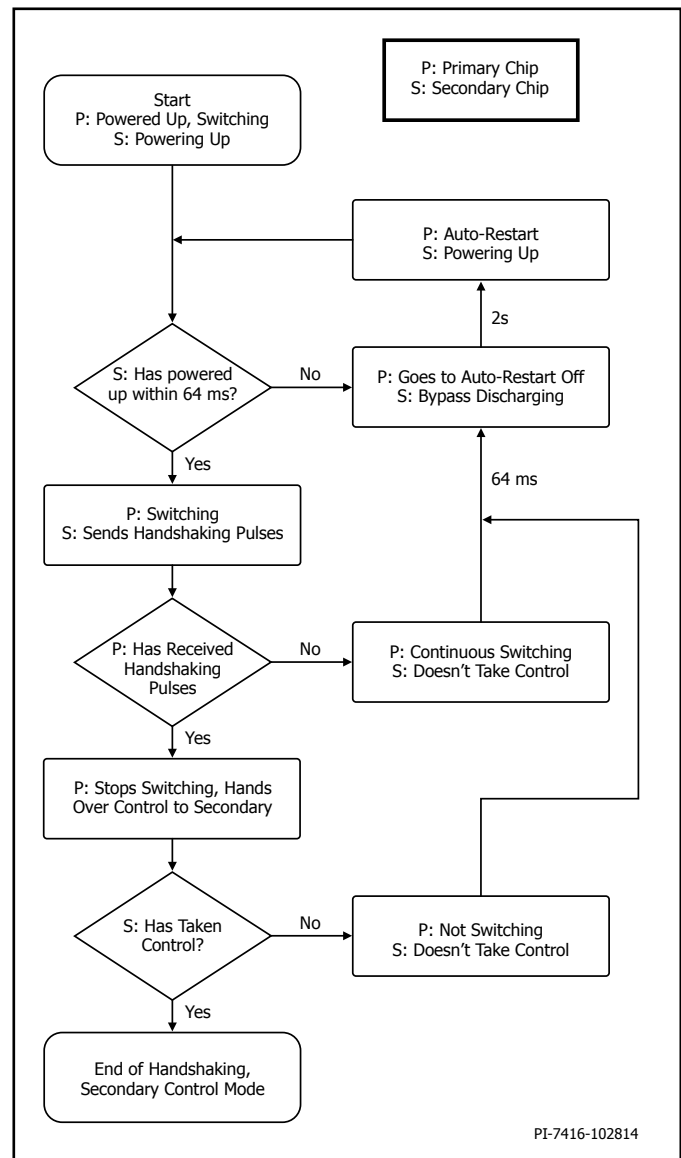 P: Primary Chip
S: Secondary Chip
Start
P: Powered Up, Switching
S: Powering Up
P: Auto-Restart
S: Powering Up
2s
S: Has powered
up within 64 ms?
No
P: Goes to Auto-Restart Off
S: Bypass Discharging
Yes
64 ms
P: Switching
S: Sends Handshaking Pulses
P: Has Received
Handshaking
Pulses
No
P: Continuous Switching
S: Doesn’t Take Control
Yes
P: Stops Switching, Hands
Over Control to Secondary
S: Has Taken
Control?
No
P: Not Switching
S: Doesn’t Take Control
Yes
End of Handshaking,
Secondary Control Mode
PI-7416-102814